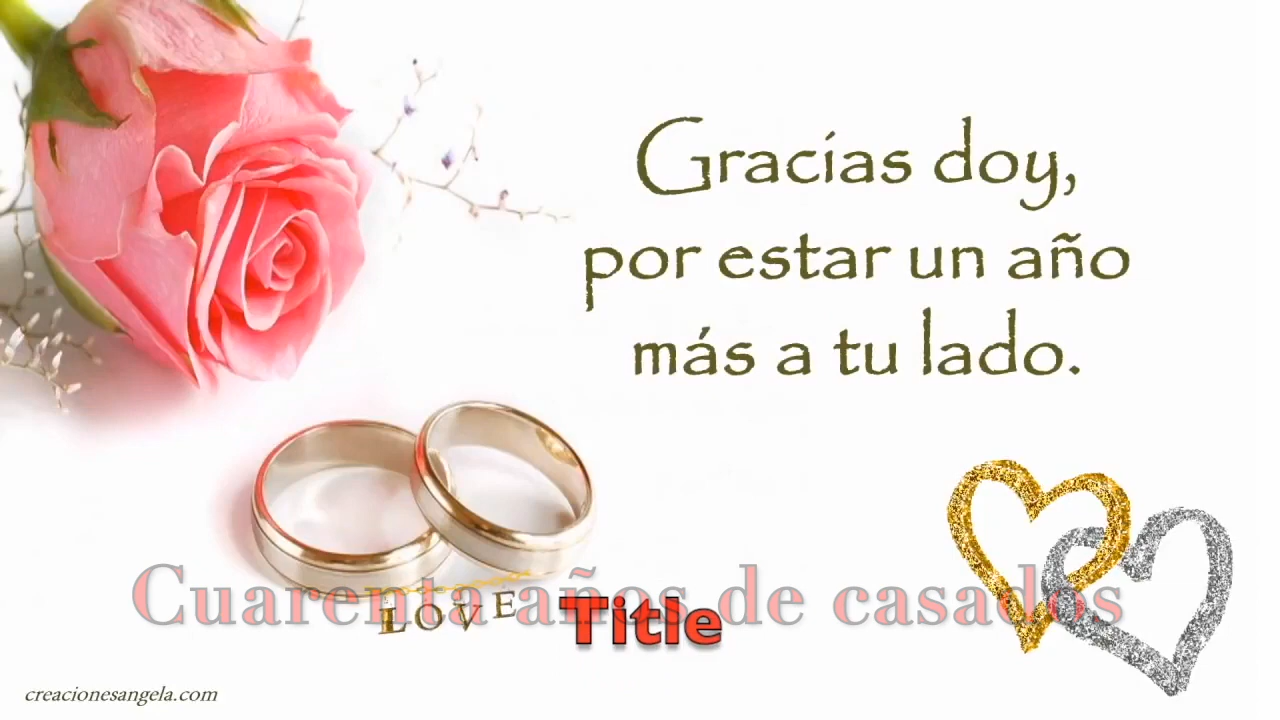 Gracias doy,
por estar un año
más a tu lado.
Cuarenta años de casados
LOVE
Title
creacionesangela.com